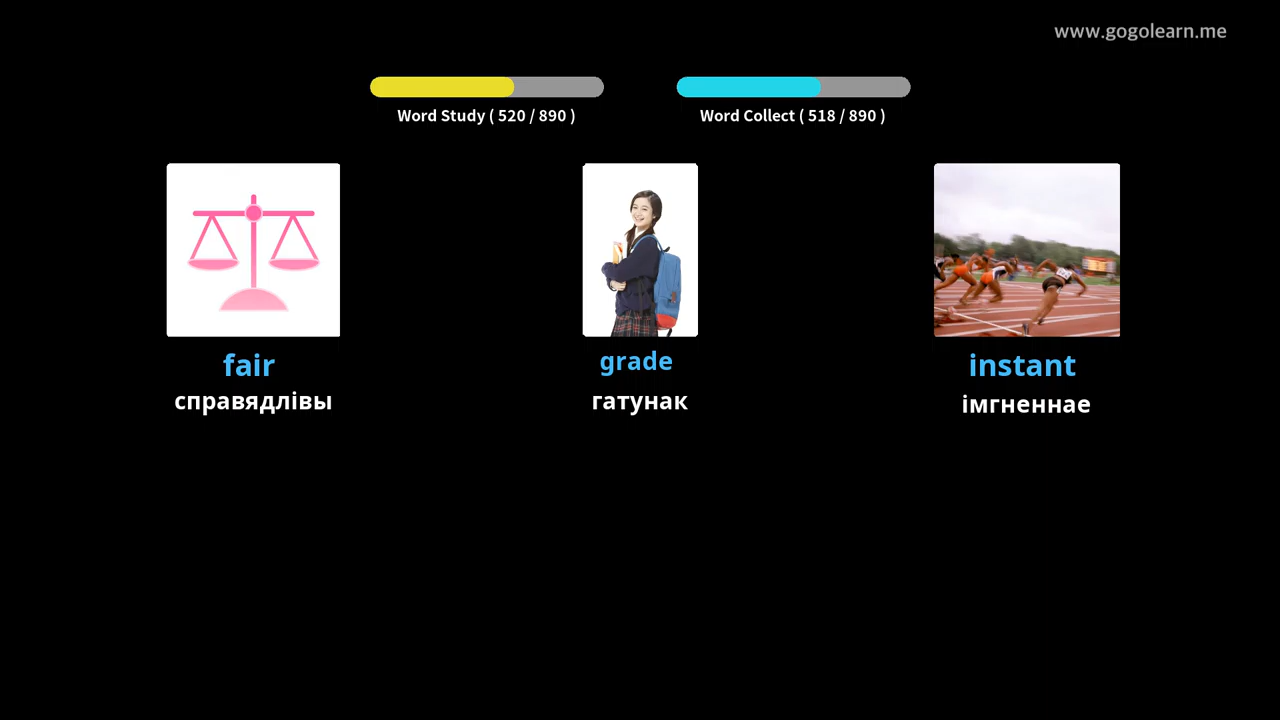 www.gogolearn.me
Word Study ( 520 / 890 )
Word Collect ( 518 / 890 )
fair
справядлівы
grade
гатунак
instant
імгненнае